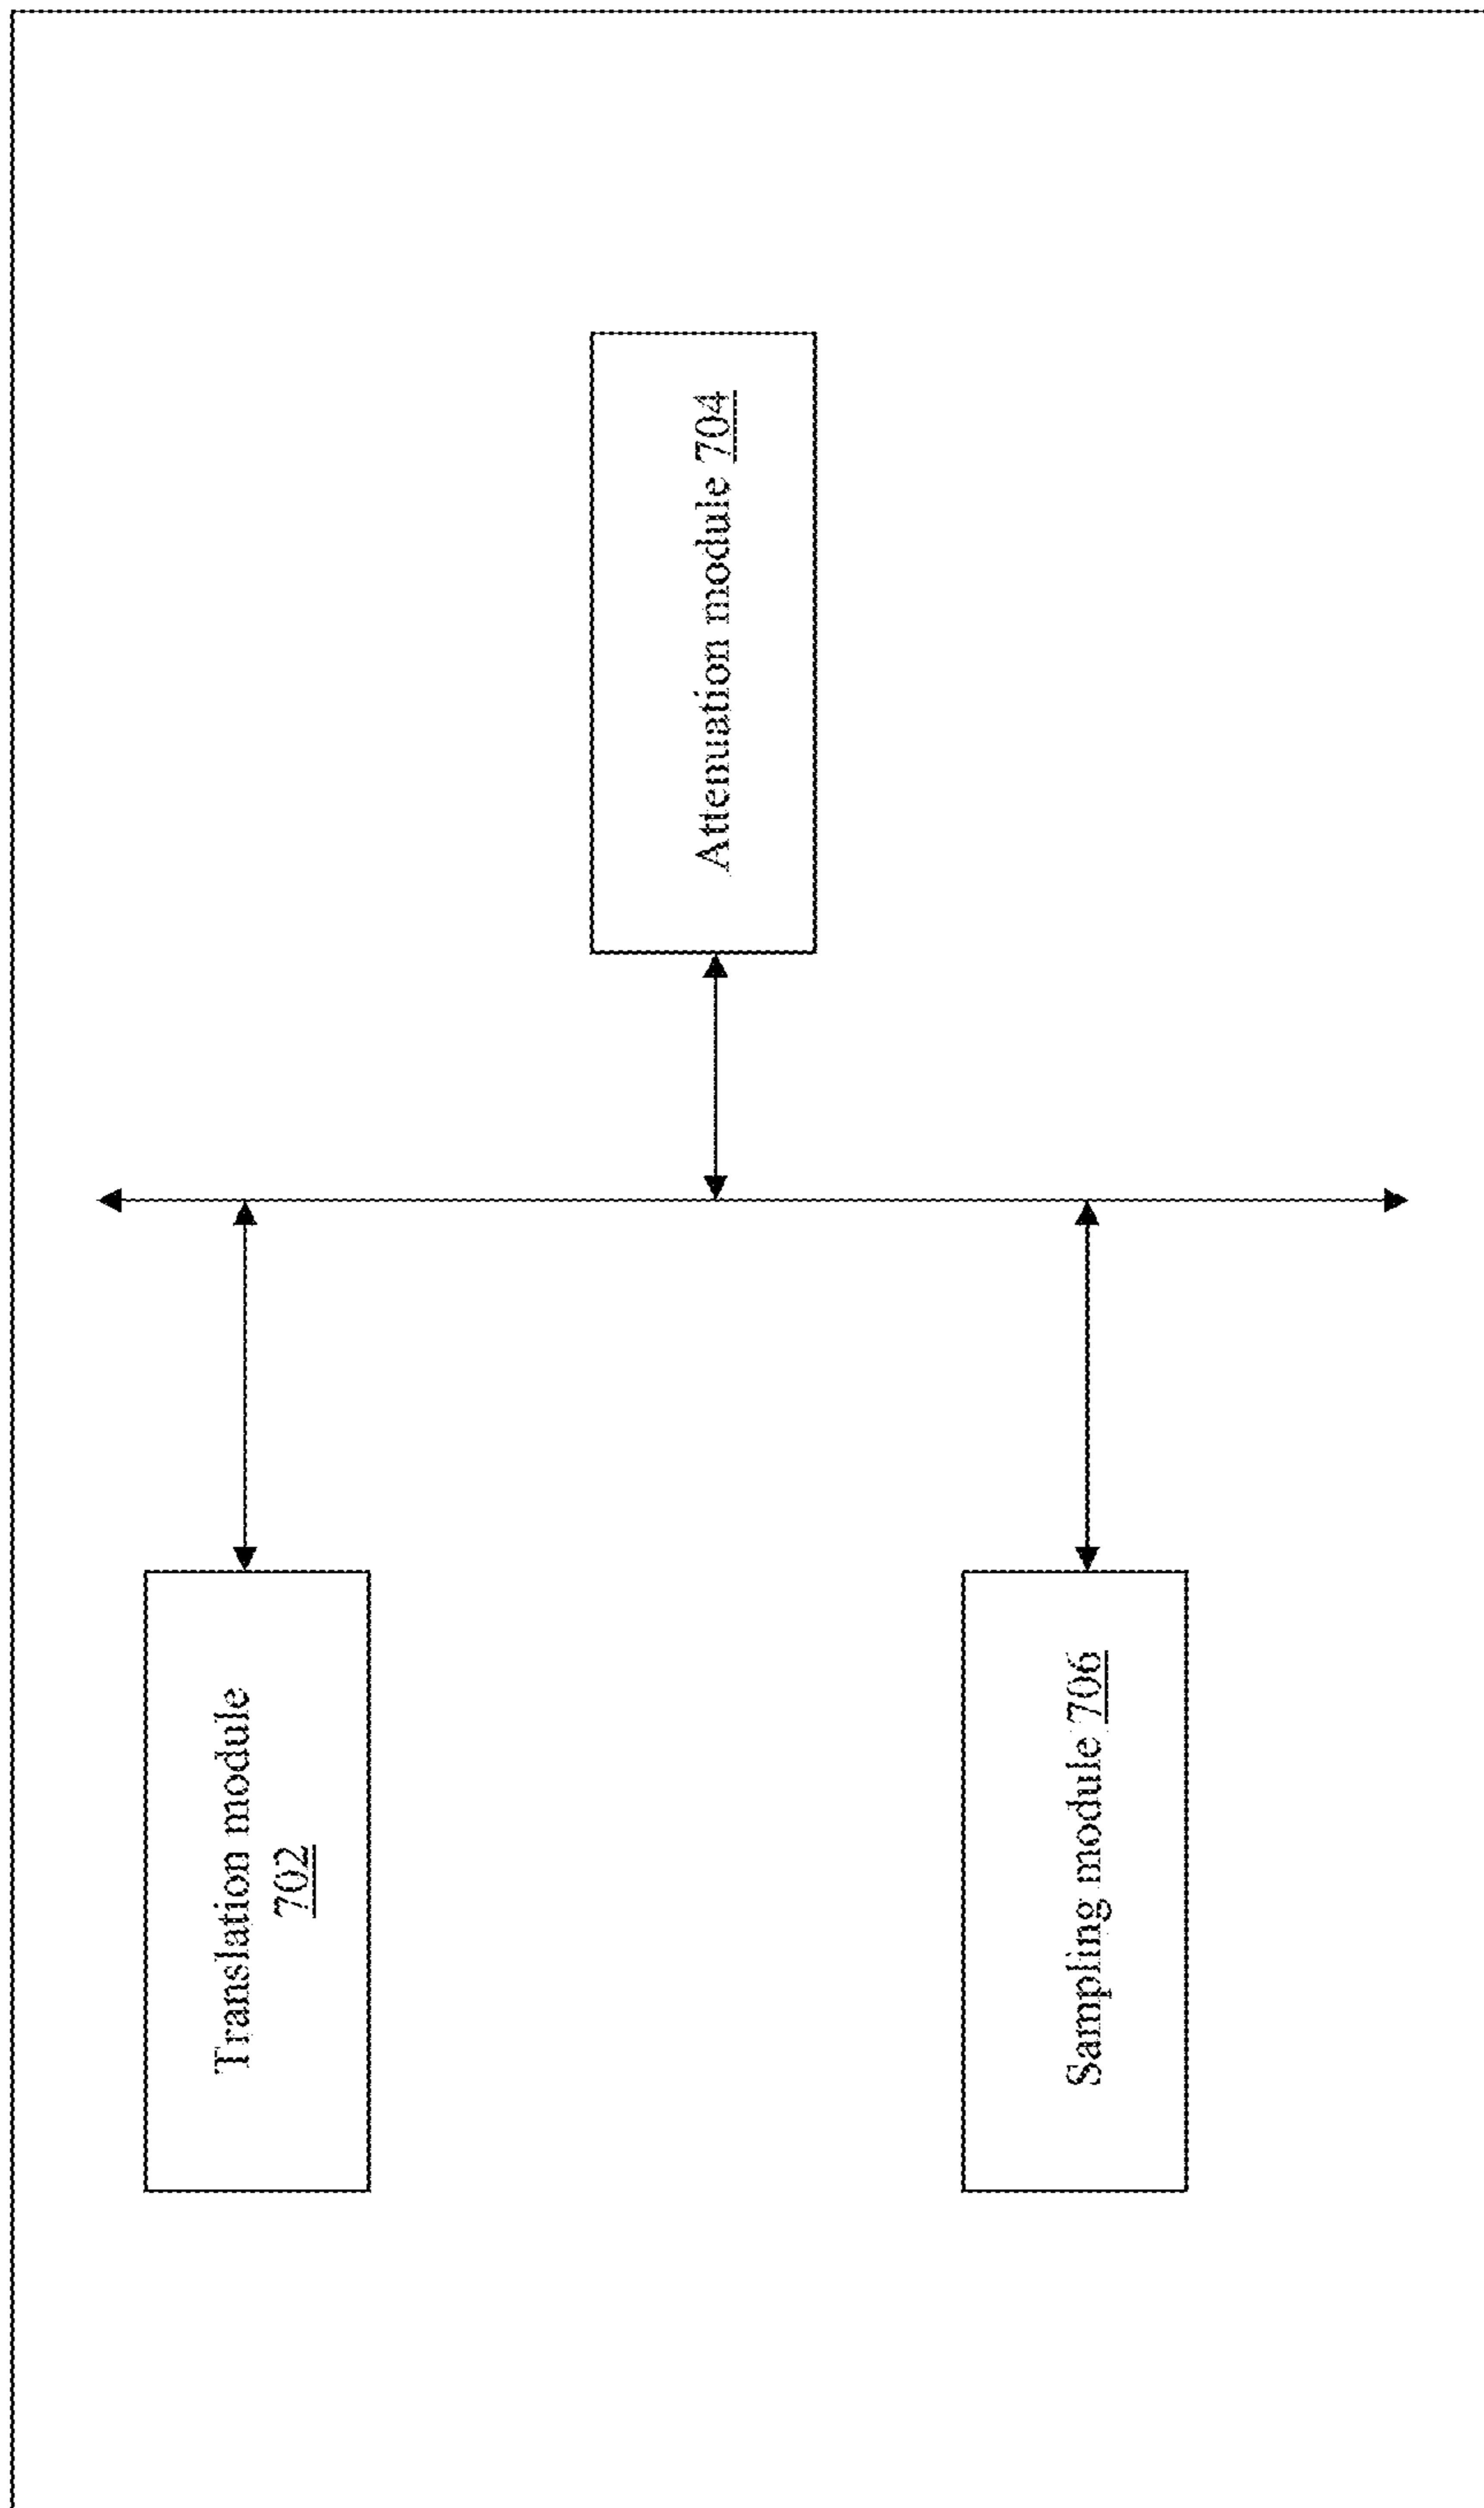 Translation module
702
Attenuation module 704
Sampling module 706